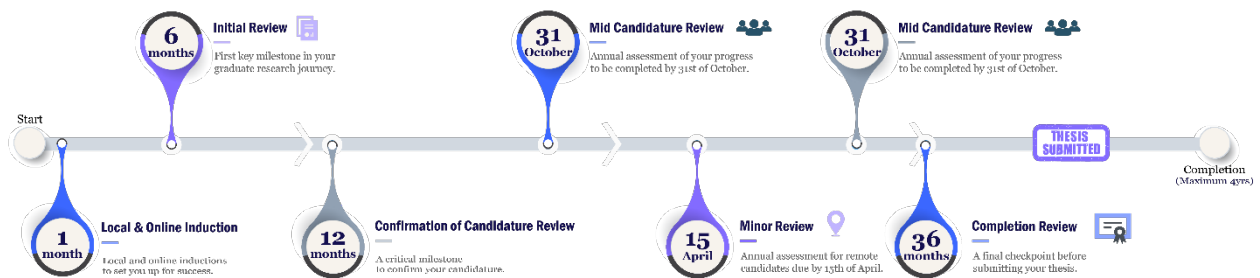 6
months
Initial Review
First key milestone in your
graduate research journey.
31
October
Mid Candidature Review
Annual assessment of your progress
to be completed by 31st of October.
31
October
Mid Candidature Review
Annual assessment of your progress
to be completed by 31st of October.
Start
THESIS
SUBMITTED
Completion
(Maximum 4yrs)
1
month
Local & Online Induction
Local and online inductions
to set you up for success.
12
months
Confirmation of Candidature Review
A critical milestone
to confirm your candidature.
15
April
Minor Review
Annual assessment for remote
candidates due by 15th of April.
36
months
Completion Review
A final checkpoint before
submitting your thesis.